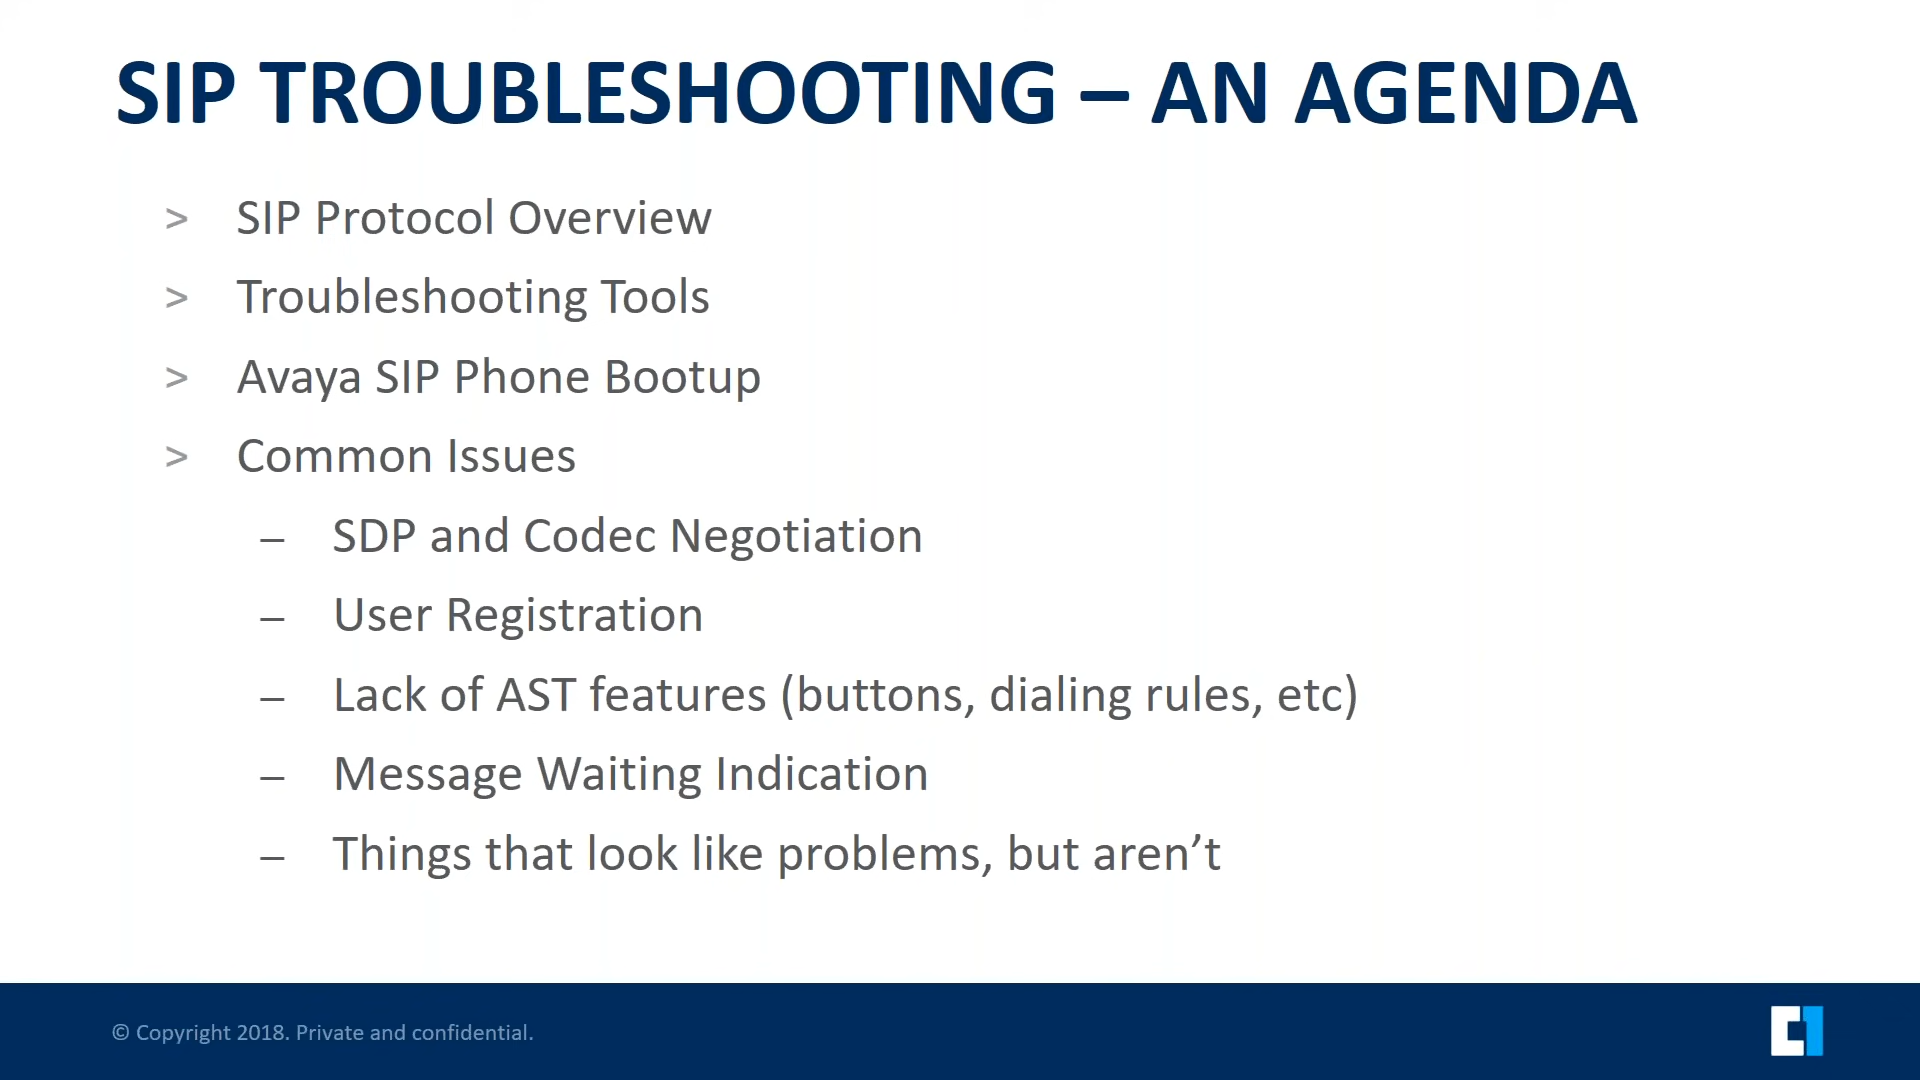 SIP TROUBLESHOOTING – AN AGENDA
> SIP Protocol Overview
> Troubleshooting Tools
> Avaya SIP Phone Bootup
> Common Issues
– SDP and Codec Negotiation
– User Registration
– Lack of AST features (buttons, dialing rules, etc)
– Message Waiting Indication
– Things that look like problems, but aren’t
© Copyright 2018. Private and confidential.